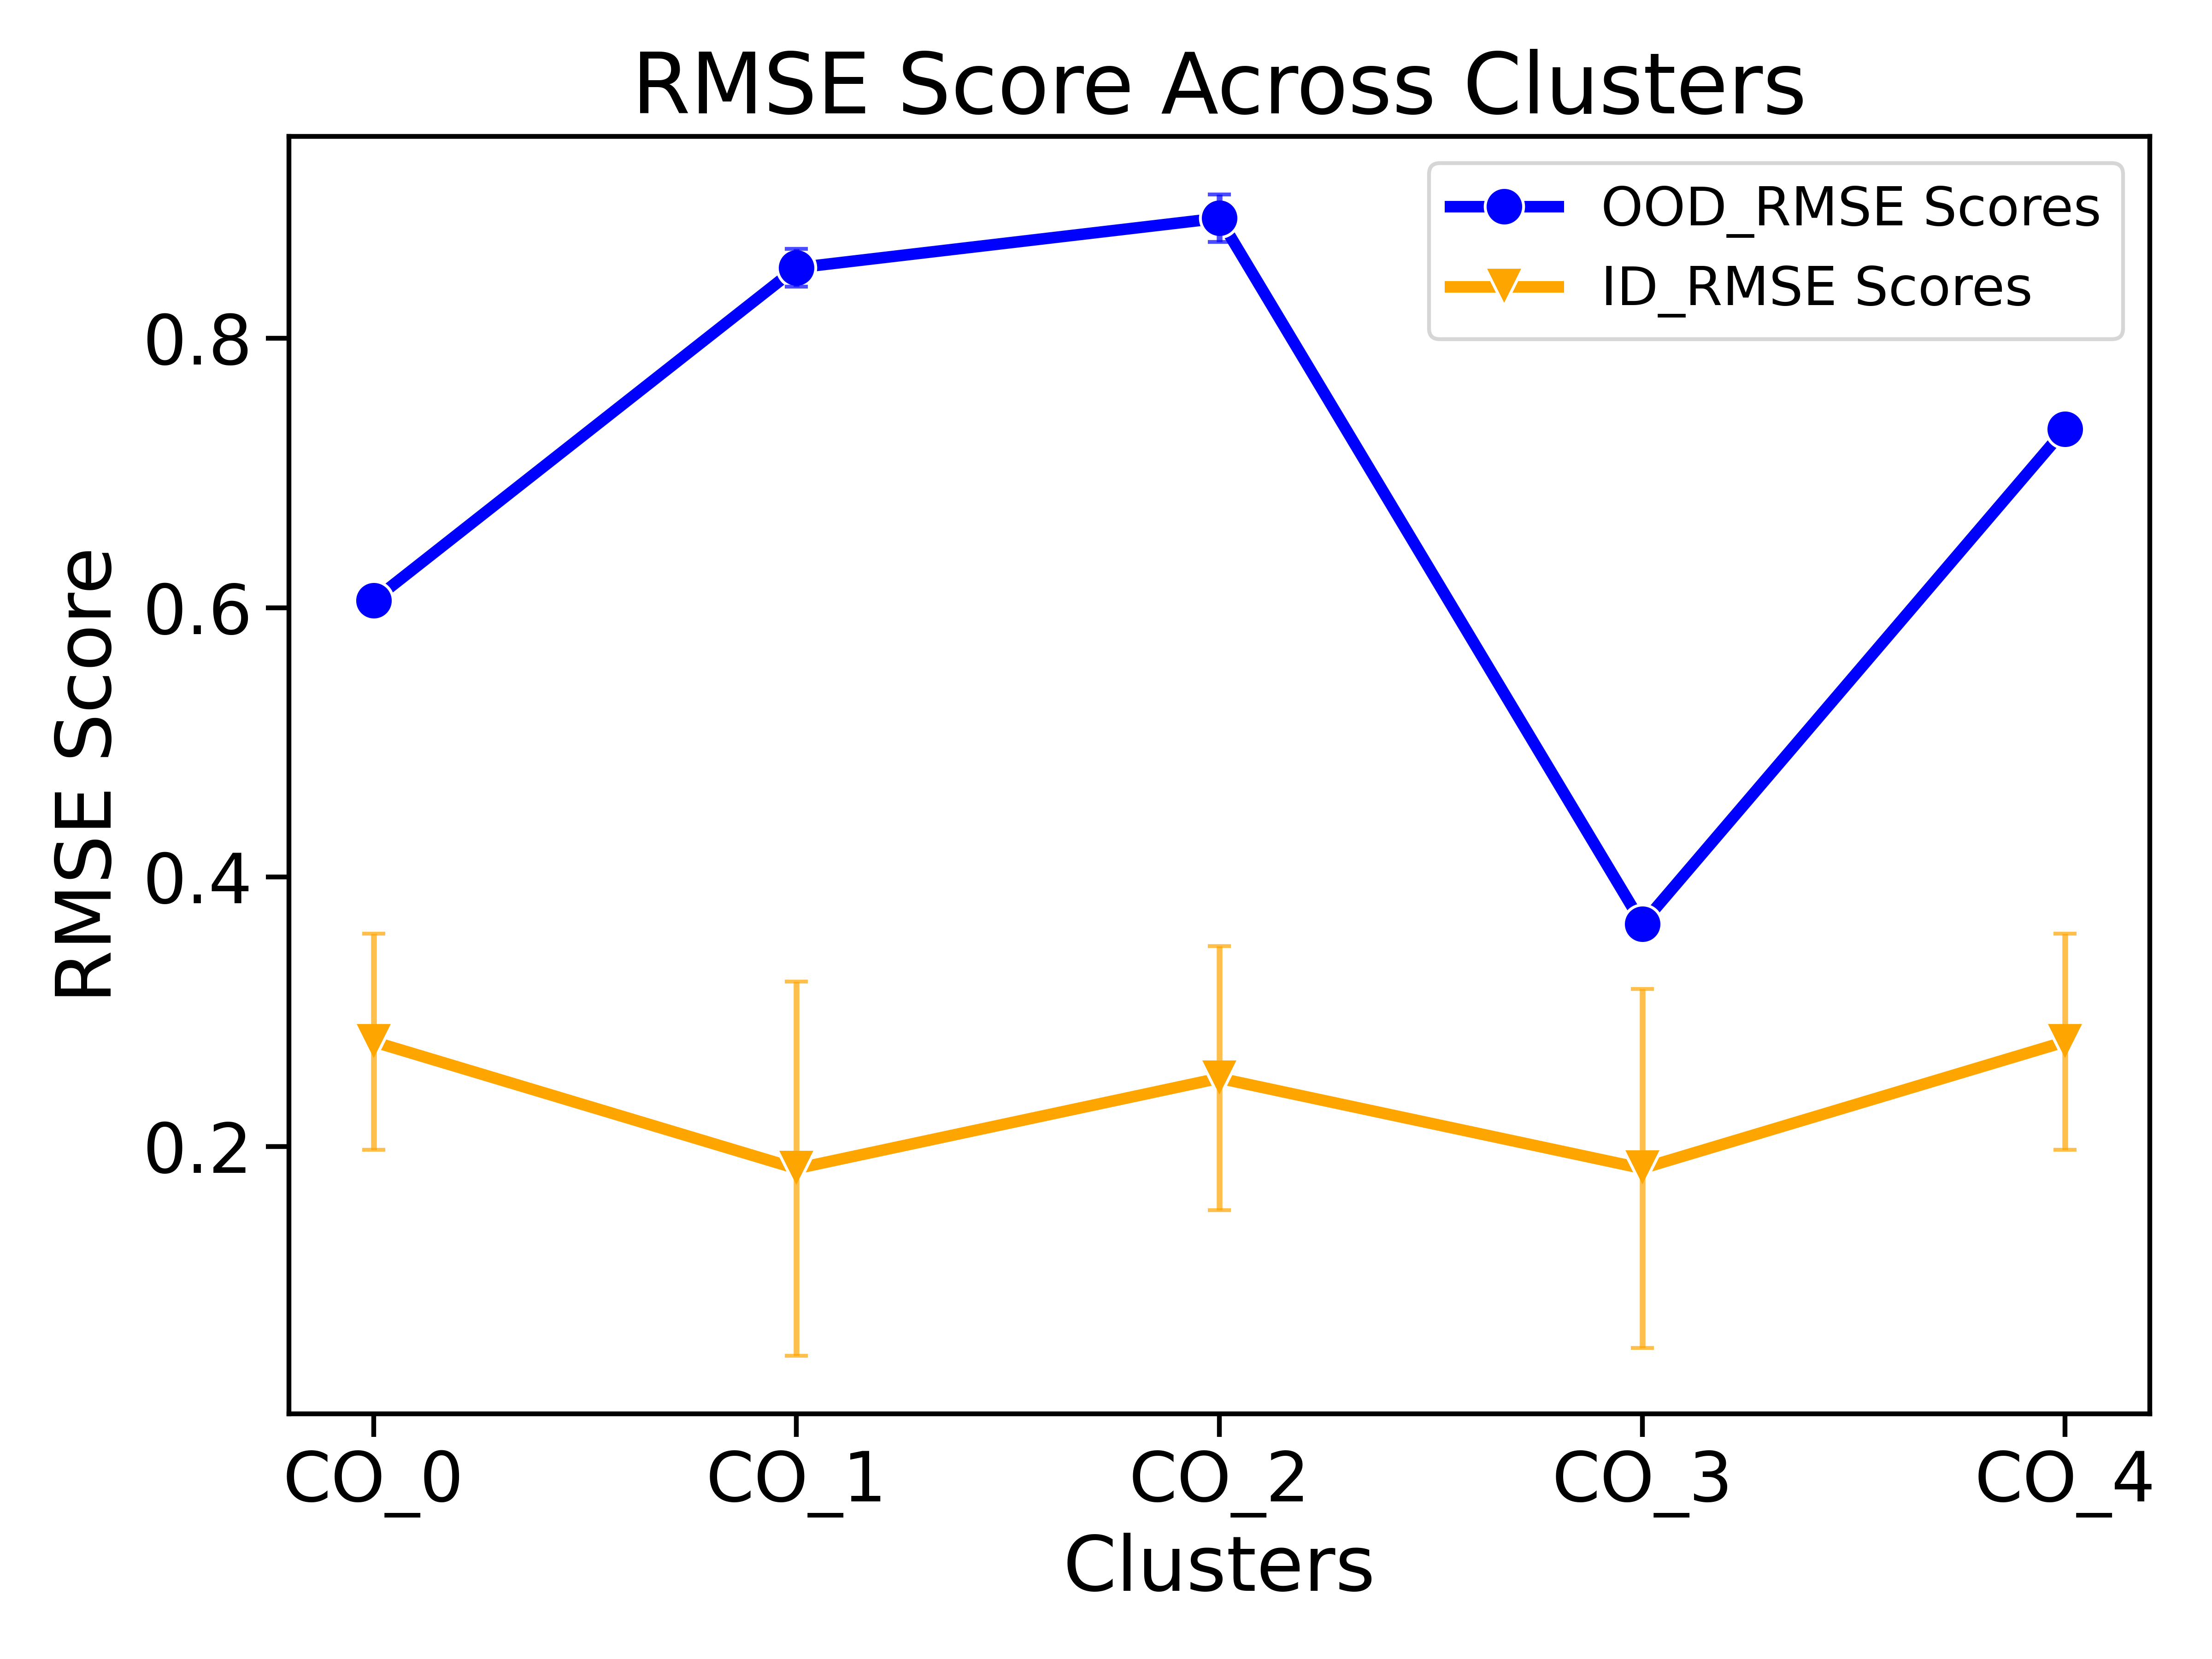 RMSE Score Across Clusters
OOD_RMSE Scores
ID_RMSE Scores
RMSE Score
0.8
0.6
0.4
0.2
CO_0 CO_1 CO_2 CO_3 CO_4
Clusters